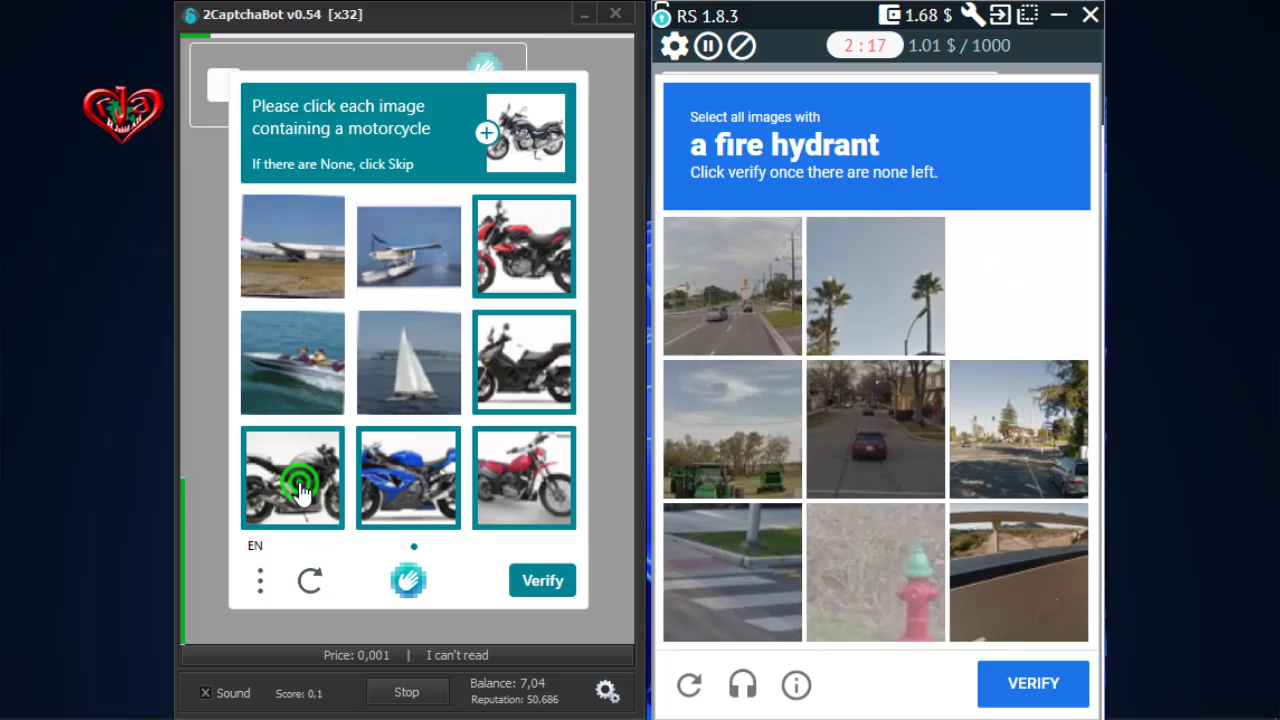 2CaptchaBot v0.54 [x32]
Please click each image
containing a motorcycle
If there are None, click Skip
EN
Verify
Price: 0,001 | I can't read
Sound
Score: 0,1
Stop
Balance: 7,04
Reputation: 50,686
RS 1.8.3
1.68 $
2 : 17
1.01 $ / 1000
Select all images with
a fire hydrant
Click verify once there are none left.
VERIFY